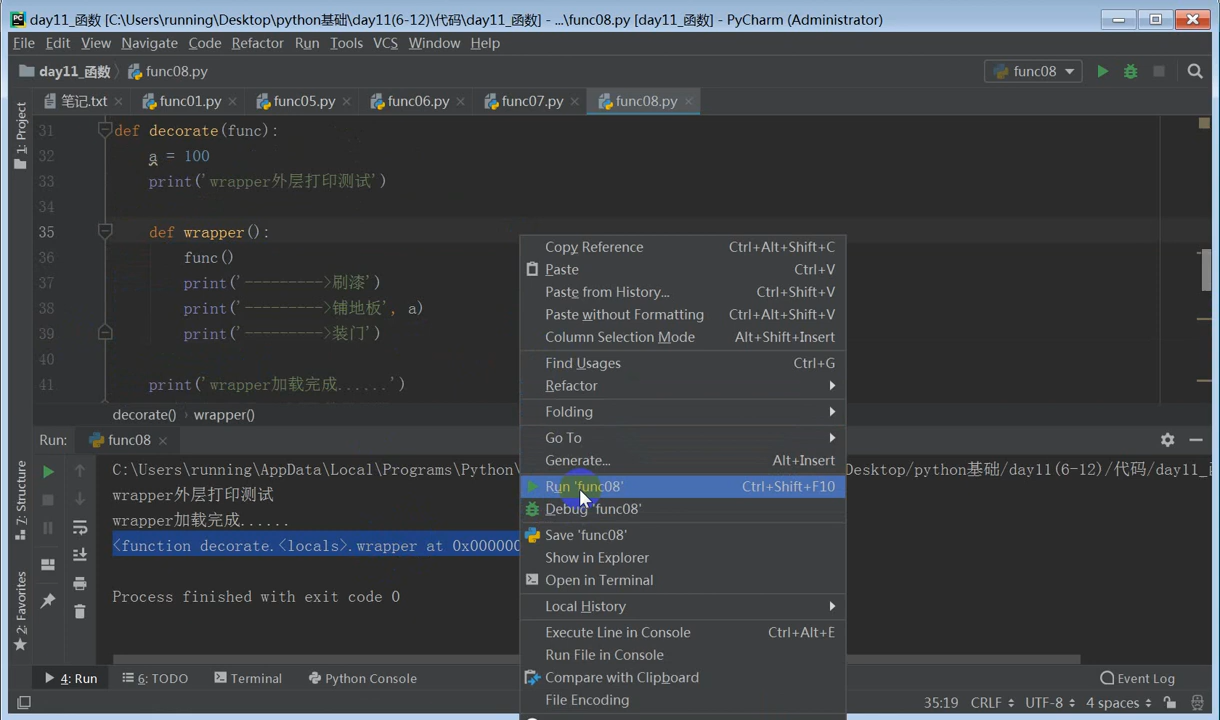 day11_函数 [C:\Users\running\Desktop\python基础\day11(6-12)\代码\day11_函数] - ...\func08.py [day11_函数] - PyCharm (Administrator)
File Edit View Navigate Code Refactor Run Tools VCS Window Help
day11_函数 func08.py func08
笔记.txt func01.py func05.py func06.py func07.py func08.py
1: Project
31 def decorate(func):
32 a = 100
33 print('wrapper外层打印测试')
34
35 def wrapper():
36 func()
37 print('--------->刷漆')
38 print('--------->铺地板', a)
39 print('--------->装门')
40
41 print('wrapper加载完成......')
decorate() › wrapper()
Copy Reference Ctrl+Alt+Shift+C
Paste Ctrl+V
Paste from History... Ctrl+Shift+V
Paste without Formatting Ctrl+Alt+Shift+V
Column Selection Mode Alt+Shift+Insert
Find Usages Ctrl+G
Refactor
Folding
Go To
Generate... Alt+Insert
Run 'func08' Ctrl+Shift+F10
Debug 'func08'
Save 'func08'
Show in Explorer
Open in Terminal
Local History
Execute Line in Console Ctrl+Alt+E
Run File in Console
Compare with Clipboard
File Encoding
Run: func08
7: Structure
2: Favorites
C:\Users\running\AppData\Local\Programs\Python\ Desktop/python基础/day11(6-12)/代码/day11_
wrapper外层打印测试
wrapper加载完成......
<function decorate.<locals>.wrapper at 0x000000
Process finished with exit code 0
4: Run 6: TODO Terminal Python Console Event Log
35:19 CRLF UTF-8 4 spaces